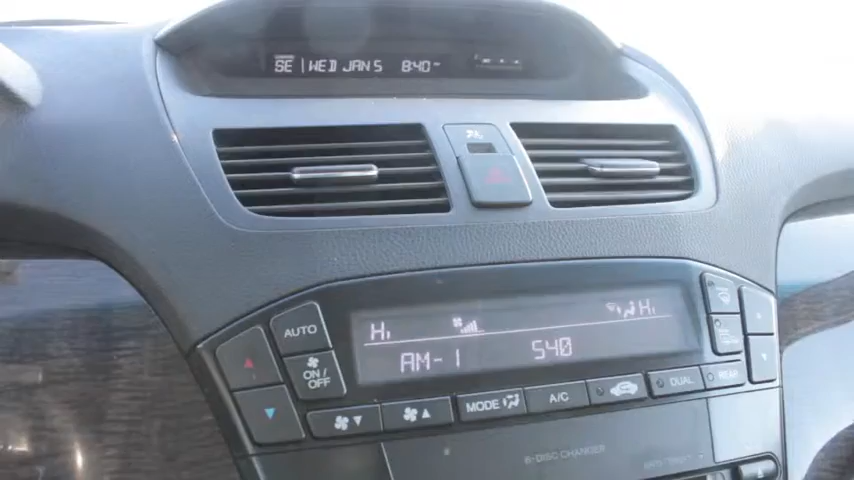 SE WED JAN 5 8:40
Hi Hi
AM-1 540
AUTO
ON/
OFF
MODE A/C DUAL REAR
6-DISC CHANGER